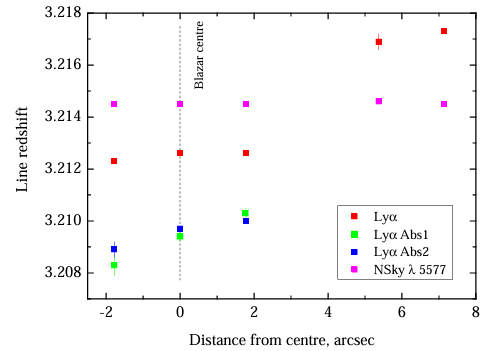 3.218
3.216
3.214
3.212
3.210
3.208
Line redshift
Blazar centre
Lyα
Lyα Abs1
Lyα Abs2
NSky λ 5577
-2 0 2 4 6 8
Distance from centre, arcsec